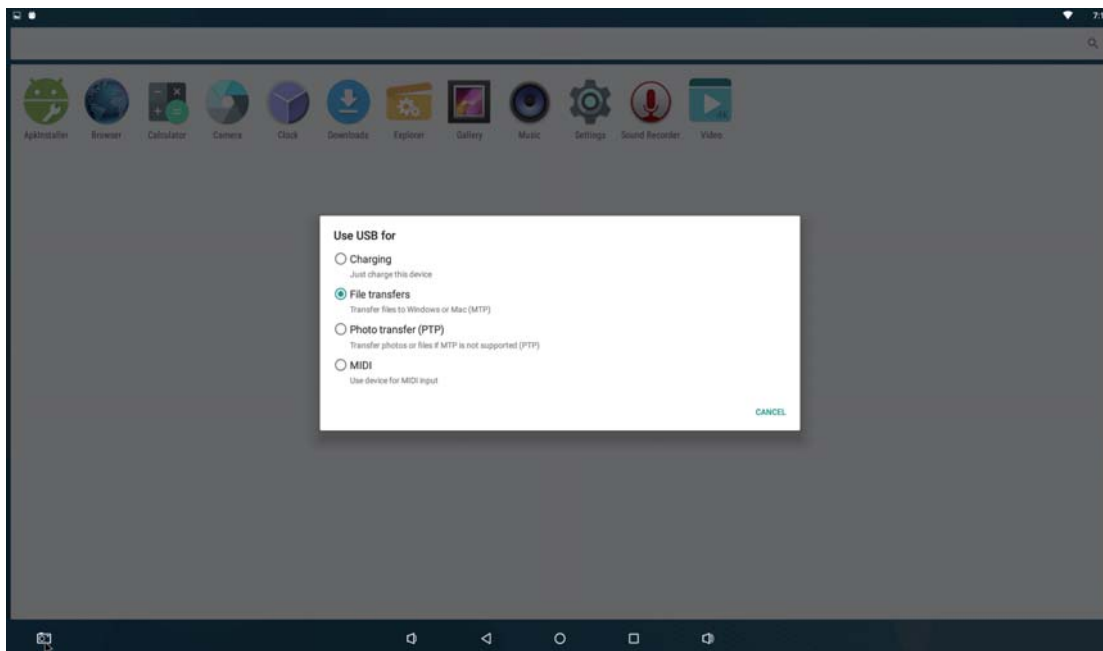 7:1
ApkInstaller Browser Calculator Camera Clock Downloads Explorer Gallery Music Settings Sound Recorder Video
Use USB for
Charging
Just charge this device
File transfers
Transfer files to Windows or Mac (MTP)
Photo transfer (PTP)
Transfer photos or files if MTP is not supported (PTP)
MIDI
Use device for MIDI input
CANCEL